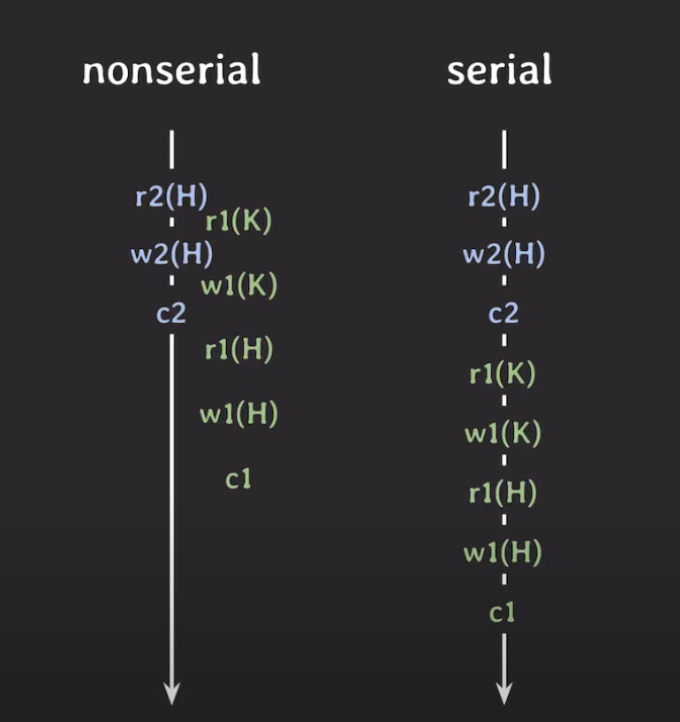 nonserial
r2(H)
r1(K)
w2(H)
w1(K)
c2
r1(H)
w1(H)
c1
serial
r2(H)
w2(H)
c2
r1(K)
w1(K)
r1(H)
w1(H)
c1